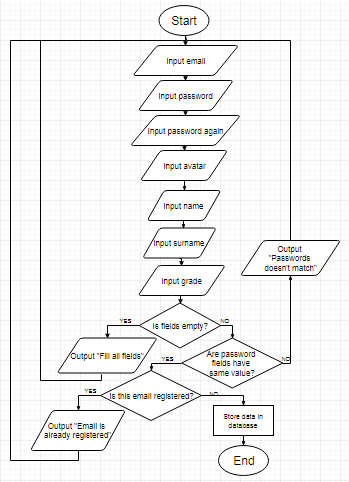 Start
Input email
Input password
Input password again
Input avatar
Input name
Input surname
Input grade
Output
"Passwords
doesn't match"
Is fields empty?
YES
NO
Output "Fill all fields"
Are password
fields have
same value?
YES
NO
Is this email registered?
YES
NO
Output "Email is
already registered"
Store data in
database
End